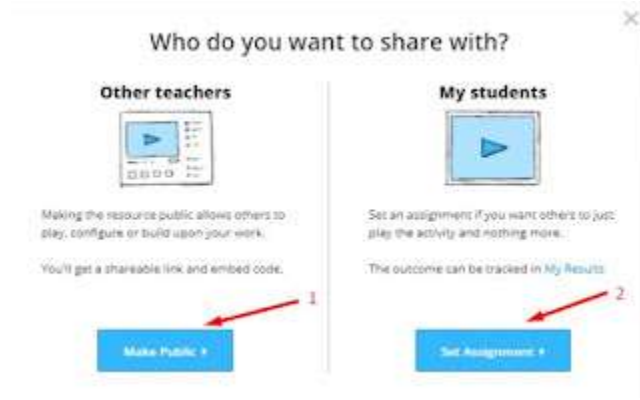 Who do you want to share with?
Other teachers
Making the resource public allows others to
play, configure or build upon your work.
You'll get a shareable link and embed code.
1
Make Public
My students
Set an assignment if you want others to just
play the activity and nothing more.
The outcome can be tracked in My Results
2
Set Assignment